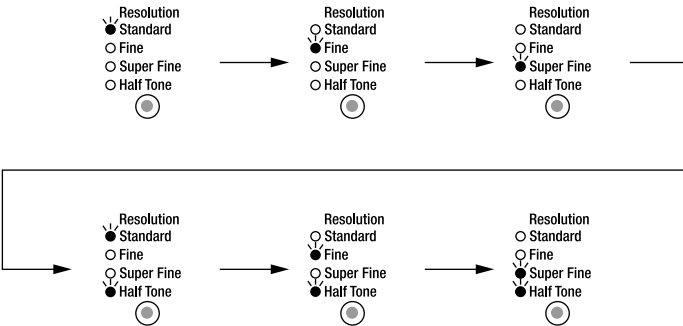 Resolution
Standard
Fine
Super Fine
Half Tone
Resolution
Standard
Fine
Super Fine
Half Tone
Resolution
Standard
Fine
Super Fine
Half Tone
Resolution
Standard
Fine
Super Fine
Half Tone
Resolution
Standard
Fine
Super Fine
Half Tone
Resolution
Standard
Fine
Super Fine
Half Tone